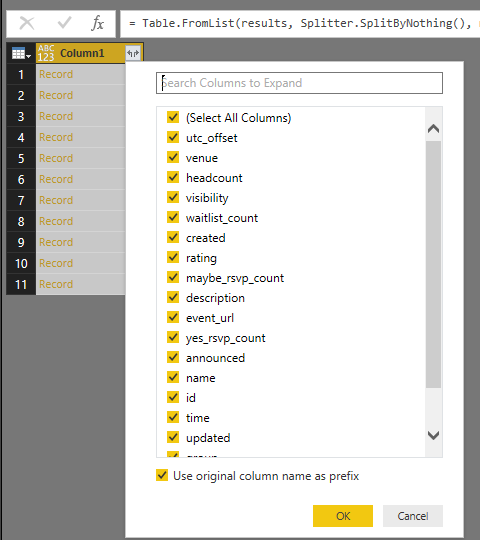 = Table.FromList(results, Splitter.SplitByNothing(),
ABC 123 Column1
Search Columns to Expand
1 Record
2 Record
3 Record
4 Record
5 Record
6 Record
7 Record
8 Record
9 Record
10 Record
11 Record
(Select All Columns)
utc_offset
venue
headcount
visibility
waitlist_count
created
rating
maybe_rsvp_count
description
event_url
yes_rsvp_count
announced
name
id
time
updated
group
Use original column name as prefix
OK Cancel